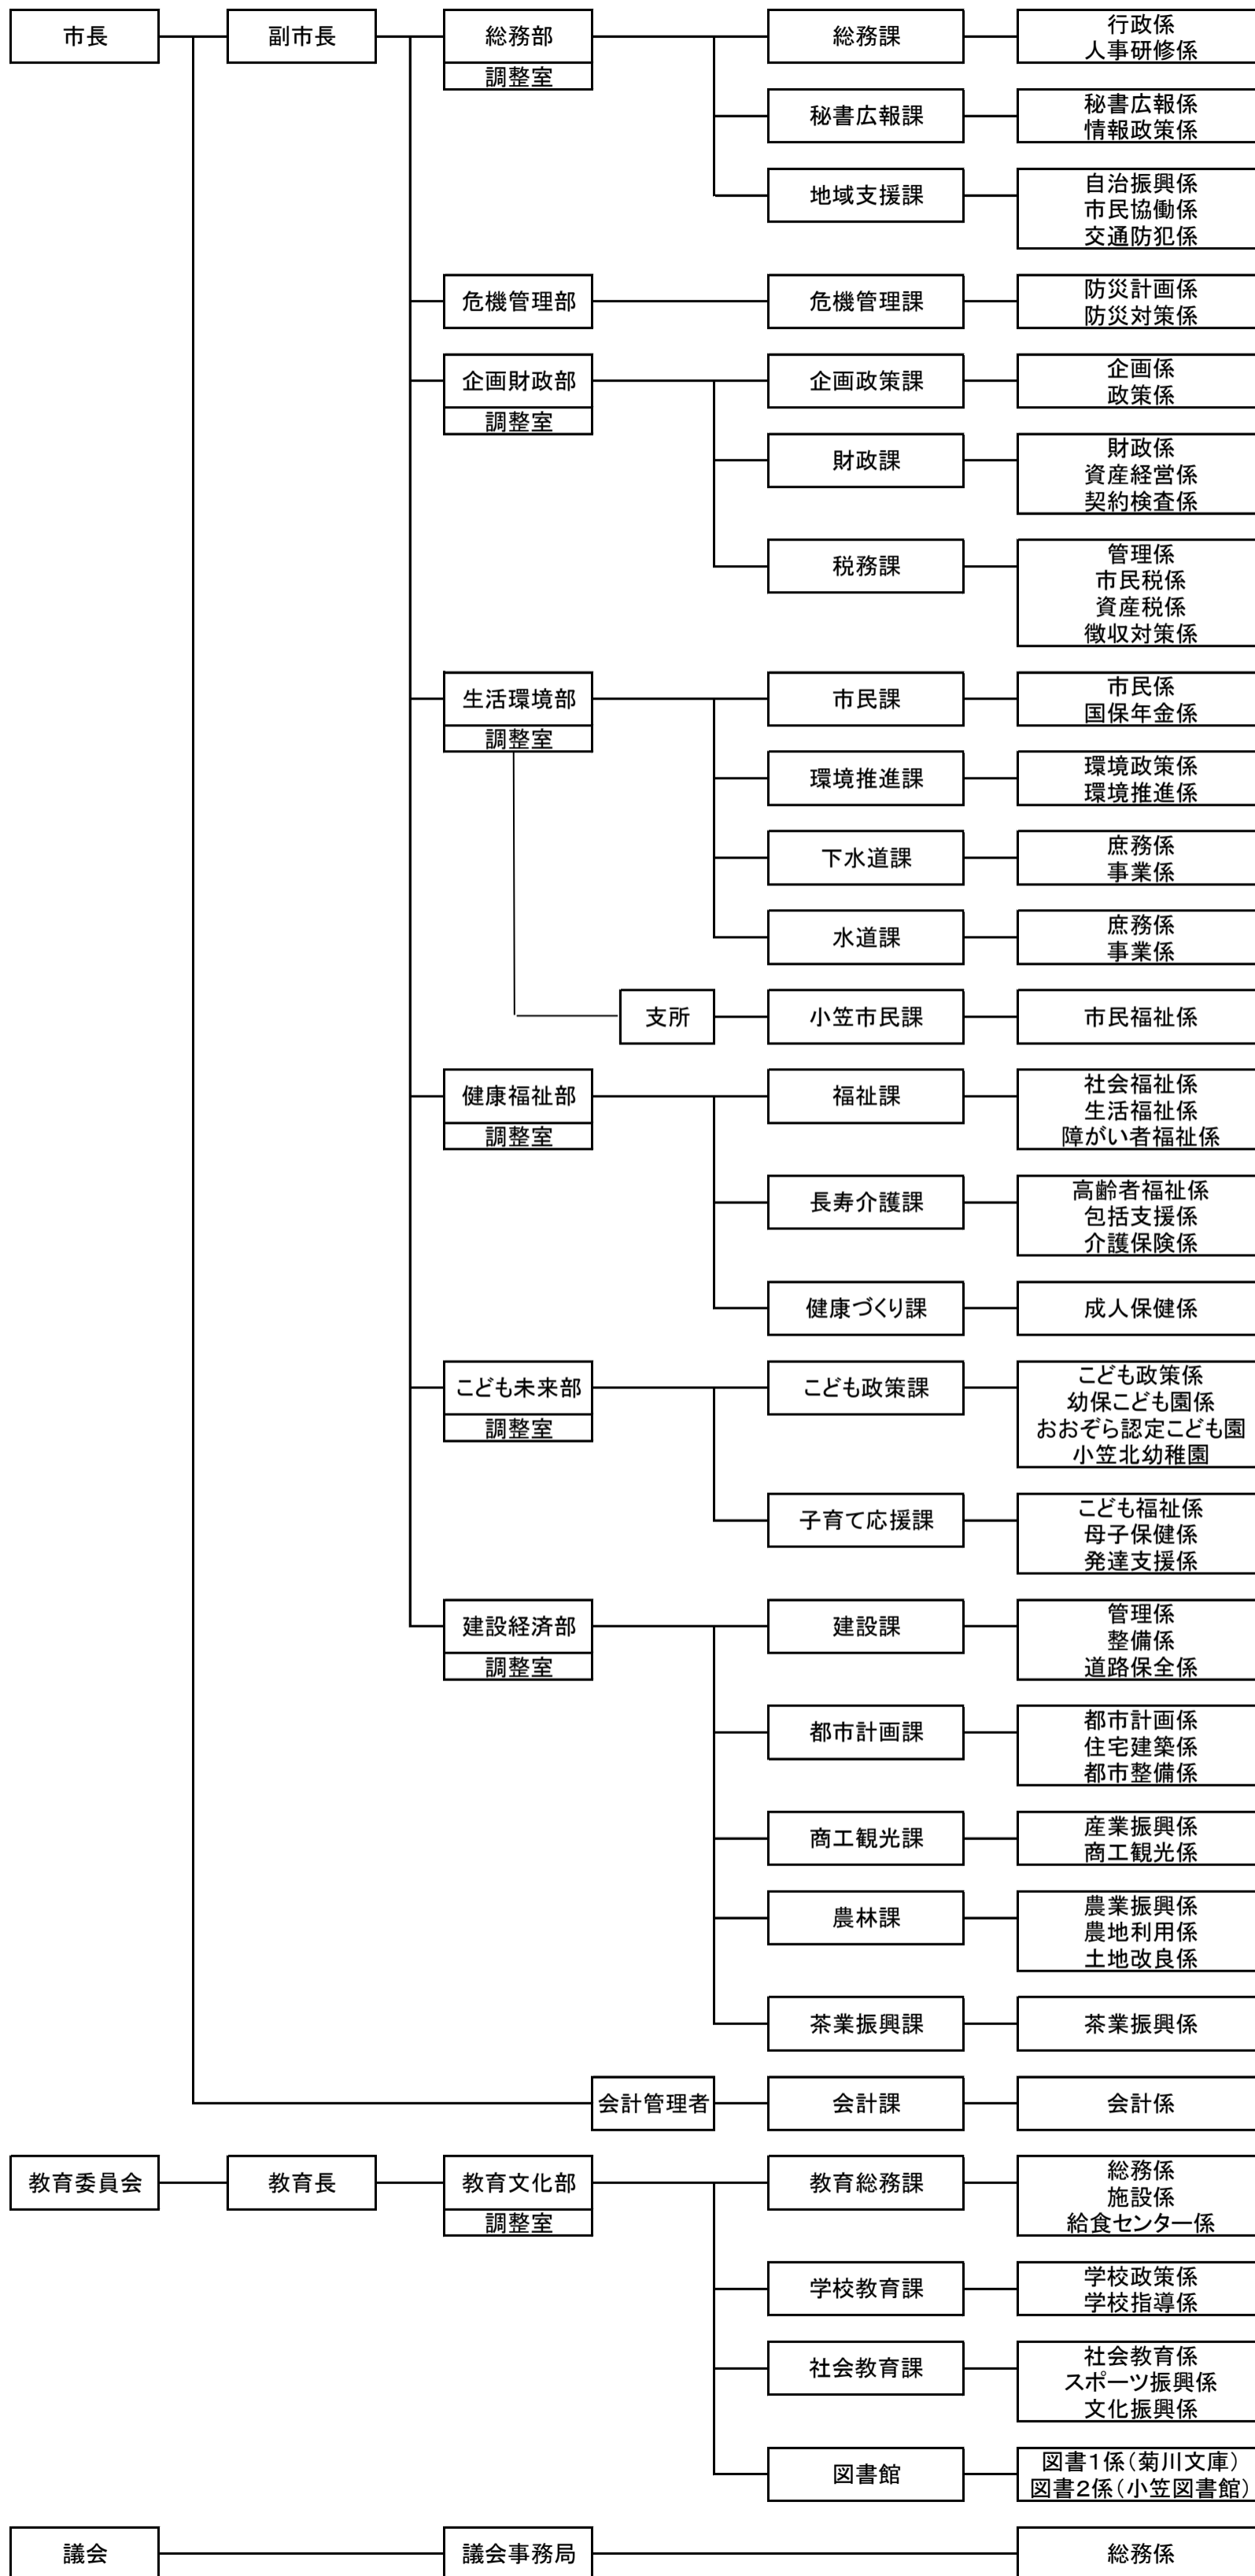 市長
副市長
総務部
調整室
総務課
行政係
人事研修係
秘書広報課
秘書広報係
情報政策係
地域支援課
自治振興係
市民協働係
交通防犯係
危機管理部
危機管理課
防災計画係
防災対策係
企画財政部
調整室
企画政策課
企画係
政策係
財政課
財政係
資産経営係
契約検査係
税務課
管理係
市民税係
資産税係
徴収対策係
生活環境部
調整室
市民課
市民係
国保年金係
環境推進課
環境政策係
環境推進係
下水道課
庶務係
事業係
水道課
庶務係
事業係
支所
小笠市民課
市民福祉係
健康福祉部
調整室
福祉課
社会福祉係
生活福祉係
障がい者福祉係
長寿介護課
高齢者福祉係
包括支援係
介護保険係
健康づくり課
成人保健係
こども未来部
調整室
こども政策課
こども政策係
幼保こども園係
おおぞら認定こども園
小笠北幼稚園
子育て応援課
こども福祉係
母子保健係
発達支援係
建設経済部
調整室
建設課
管理係
整備係
道路保全係
都市計画課
都市計画係
住宅建築係
都市整備係
商工観光課
産業振興係
商工観光係
農林課
農業振興係
農地利用係
土地改良係
茶業振興課
茶業振興係
会計管理者
会計課
会計係
教育委員会
教育長
教育文化部
調整室
教育総務課
総務係
施設係
給食センター係
学校教育課
学校政策係
学校指導係
社会教育課
社会教育係
スポーツ振興係
文化振興係
図書館
図書1係（菊川文庫）
図書2係（小笠図書館）
議会
議会事務局
総務係